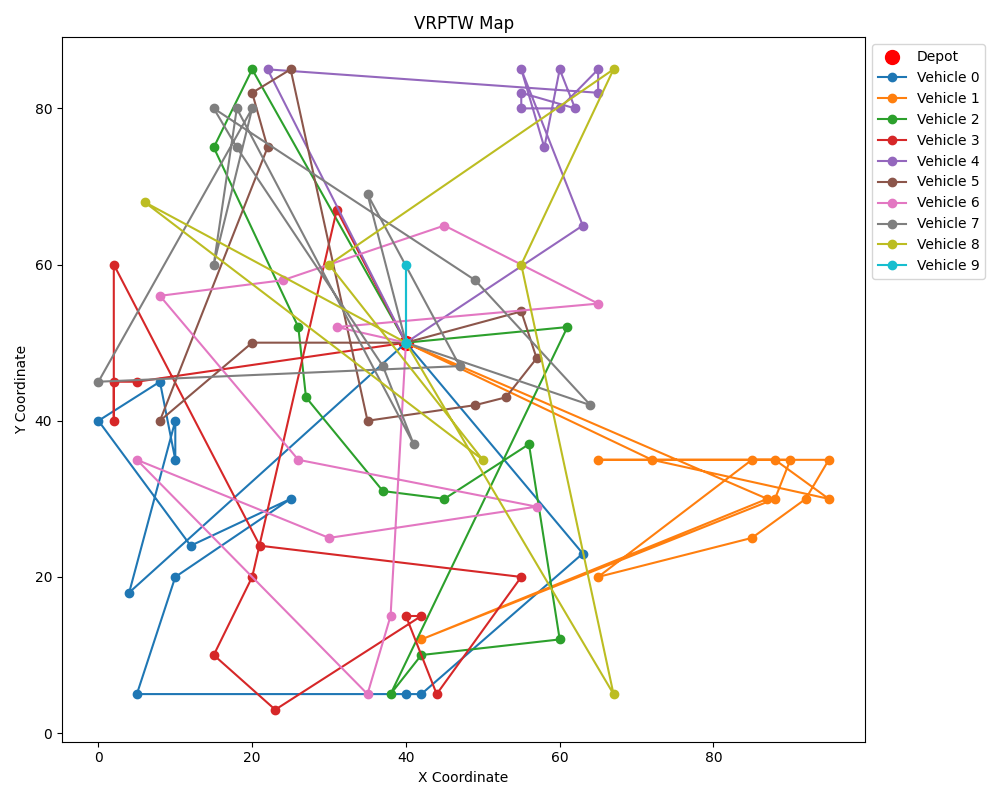 VRPTW Map
Y Coordinate
80
60
40
20
0
0 20 40 60 80
X Coordinate
Depot
Vehicle 0
Vehicle 1
Vehicle 2
Vehicle 3
Vehicle 4
Vehicle 5
Vehicle 6
Vehicle 7
Vehicle 8
Vehicle 9